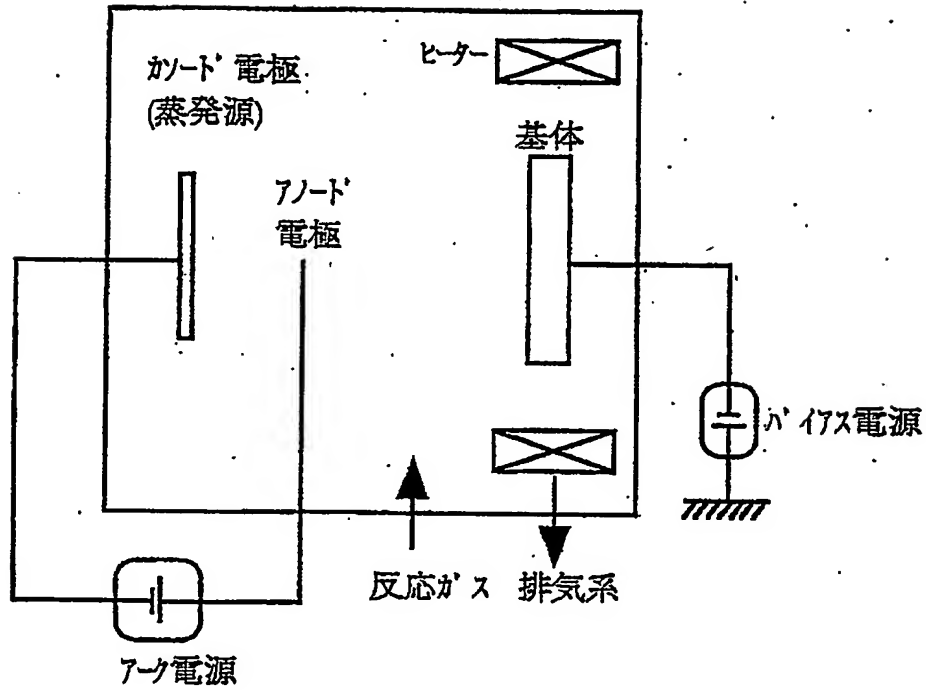 ヒーター
カソード電極
(蒸発源)
基体
アノード
電極
バイアス電源
反応ガス
排気系
アーク電源